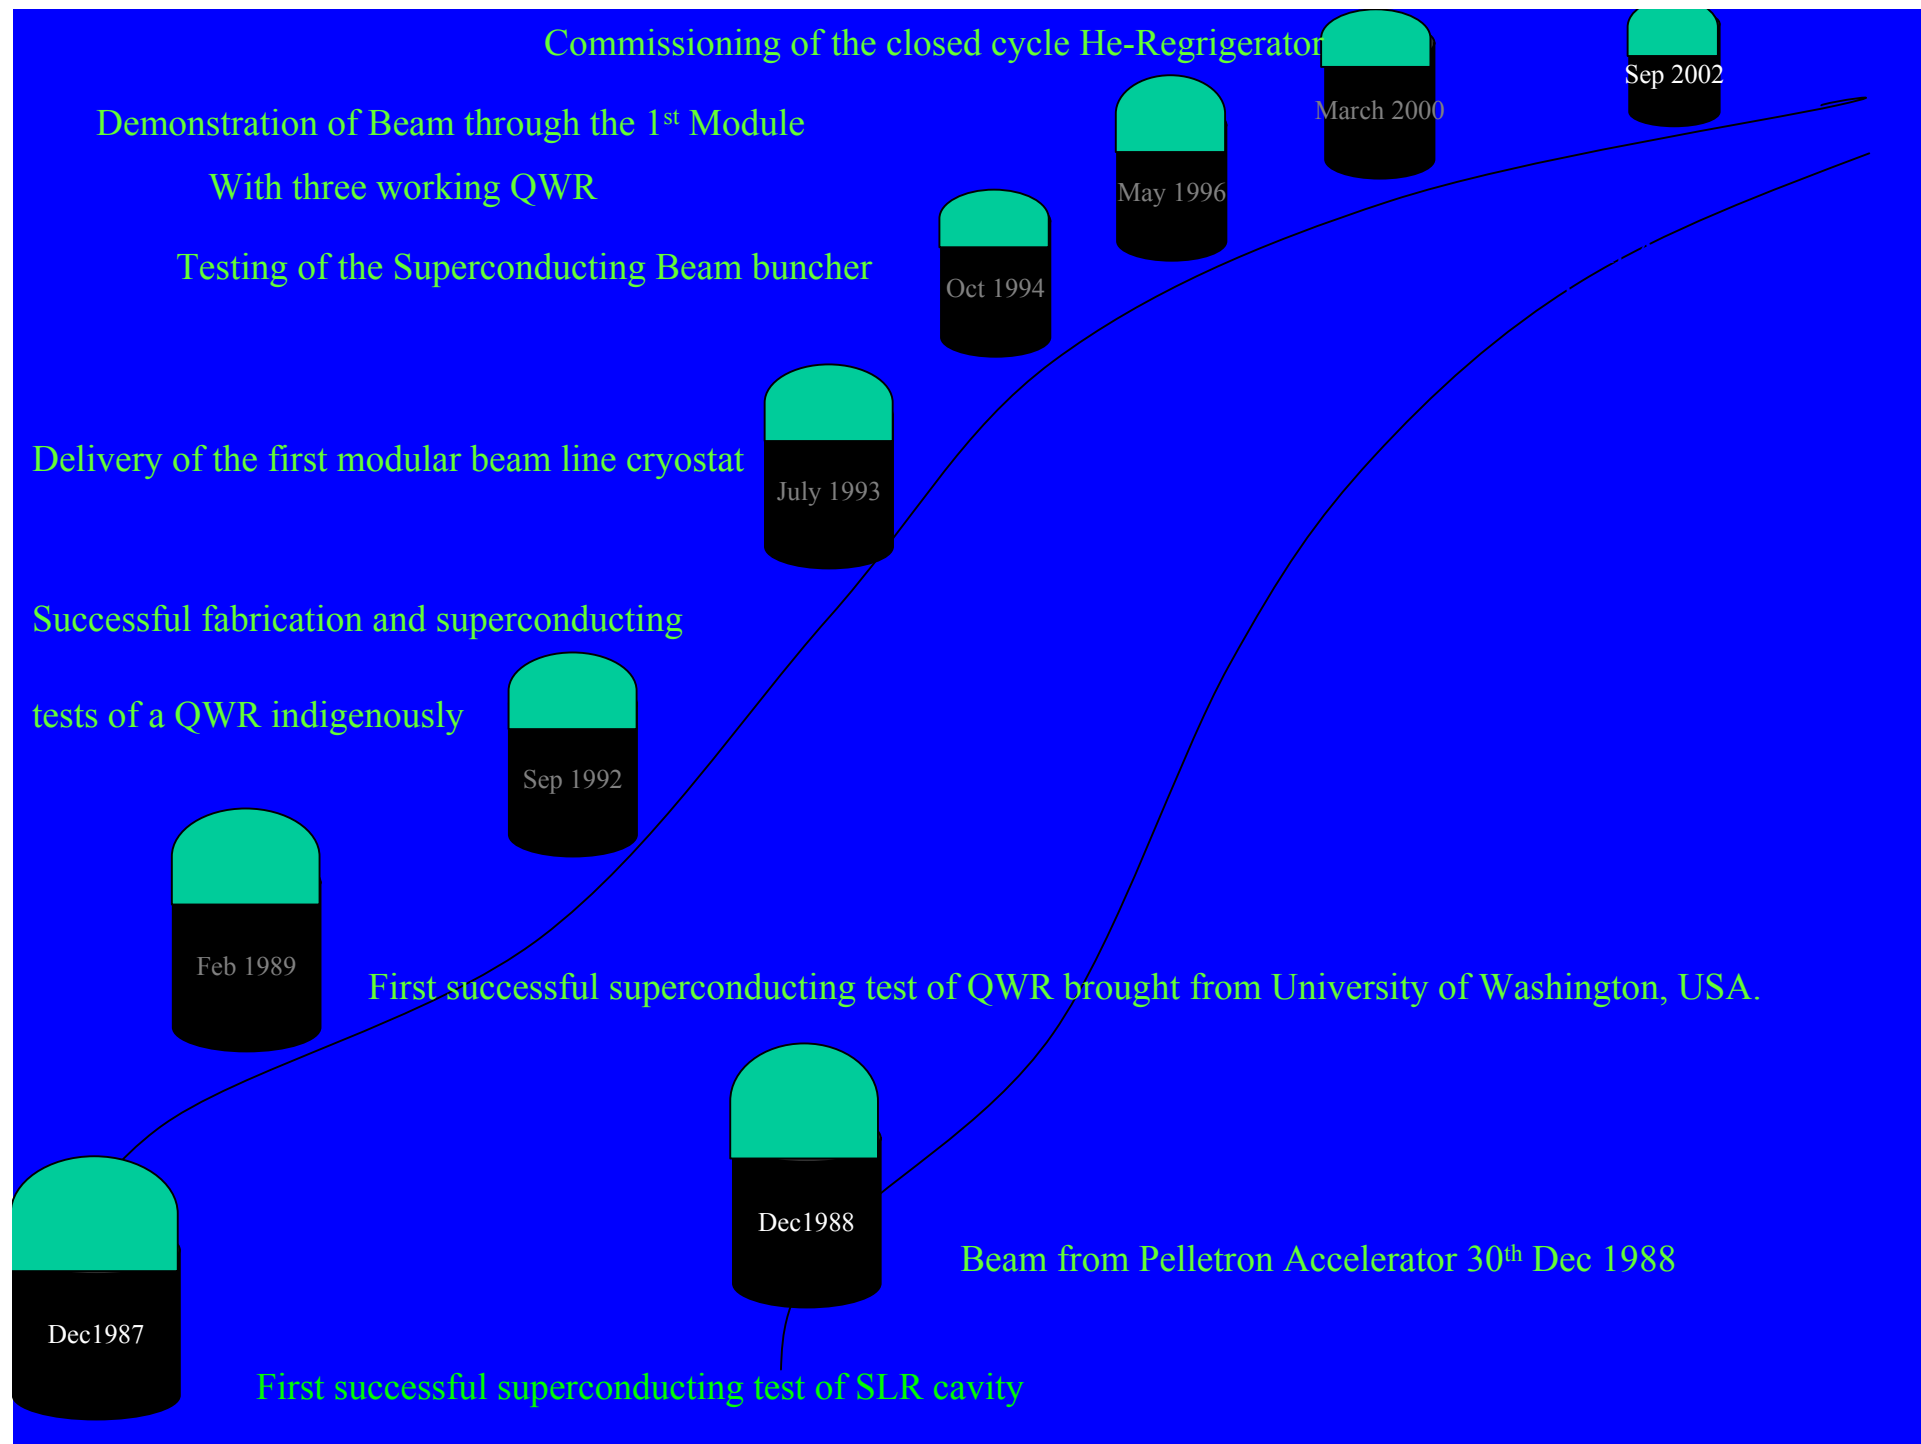 Commissioning of the closed cycle He-Regrigerator
Sep 2002
March 2000
Demonstration of Beam through the 1st Module
With three working QWR
May 1996
Testing of the Superconducting Beam buncher
Oct 1994
Delivery of the first modular beam line cryostat
July 1993
Successful fabrication and superconducting
tests of a QWR indigenously
Sep 1992
Feb 1989
First successful superconducting test of QWR brought from University of Washington, USA.
Dec1988
Beam from Pelletron Accelerator 30th Dec 1988
Dec1987
First successful superconducting test of SLR cavity